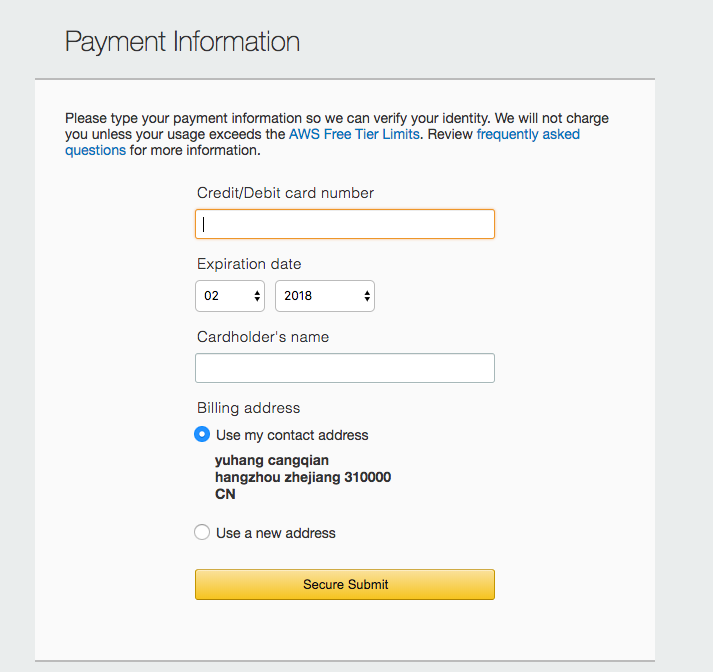 Payment Information
Please type your payment information so we can verify your identity. We will not charge
you unless your usage exceeds the AWS Free Tier Limits. Review frequently asked
questions for more information.
Credit/Debit card number
Expiration date
02 2018
Cardholder's name
Billing address
Use my contact address
yuhang cangqian
hangzhou zhejiang 310000
CN
Use a new address
Secure Submit